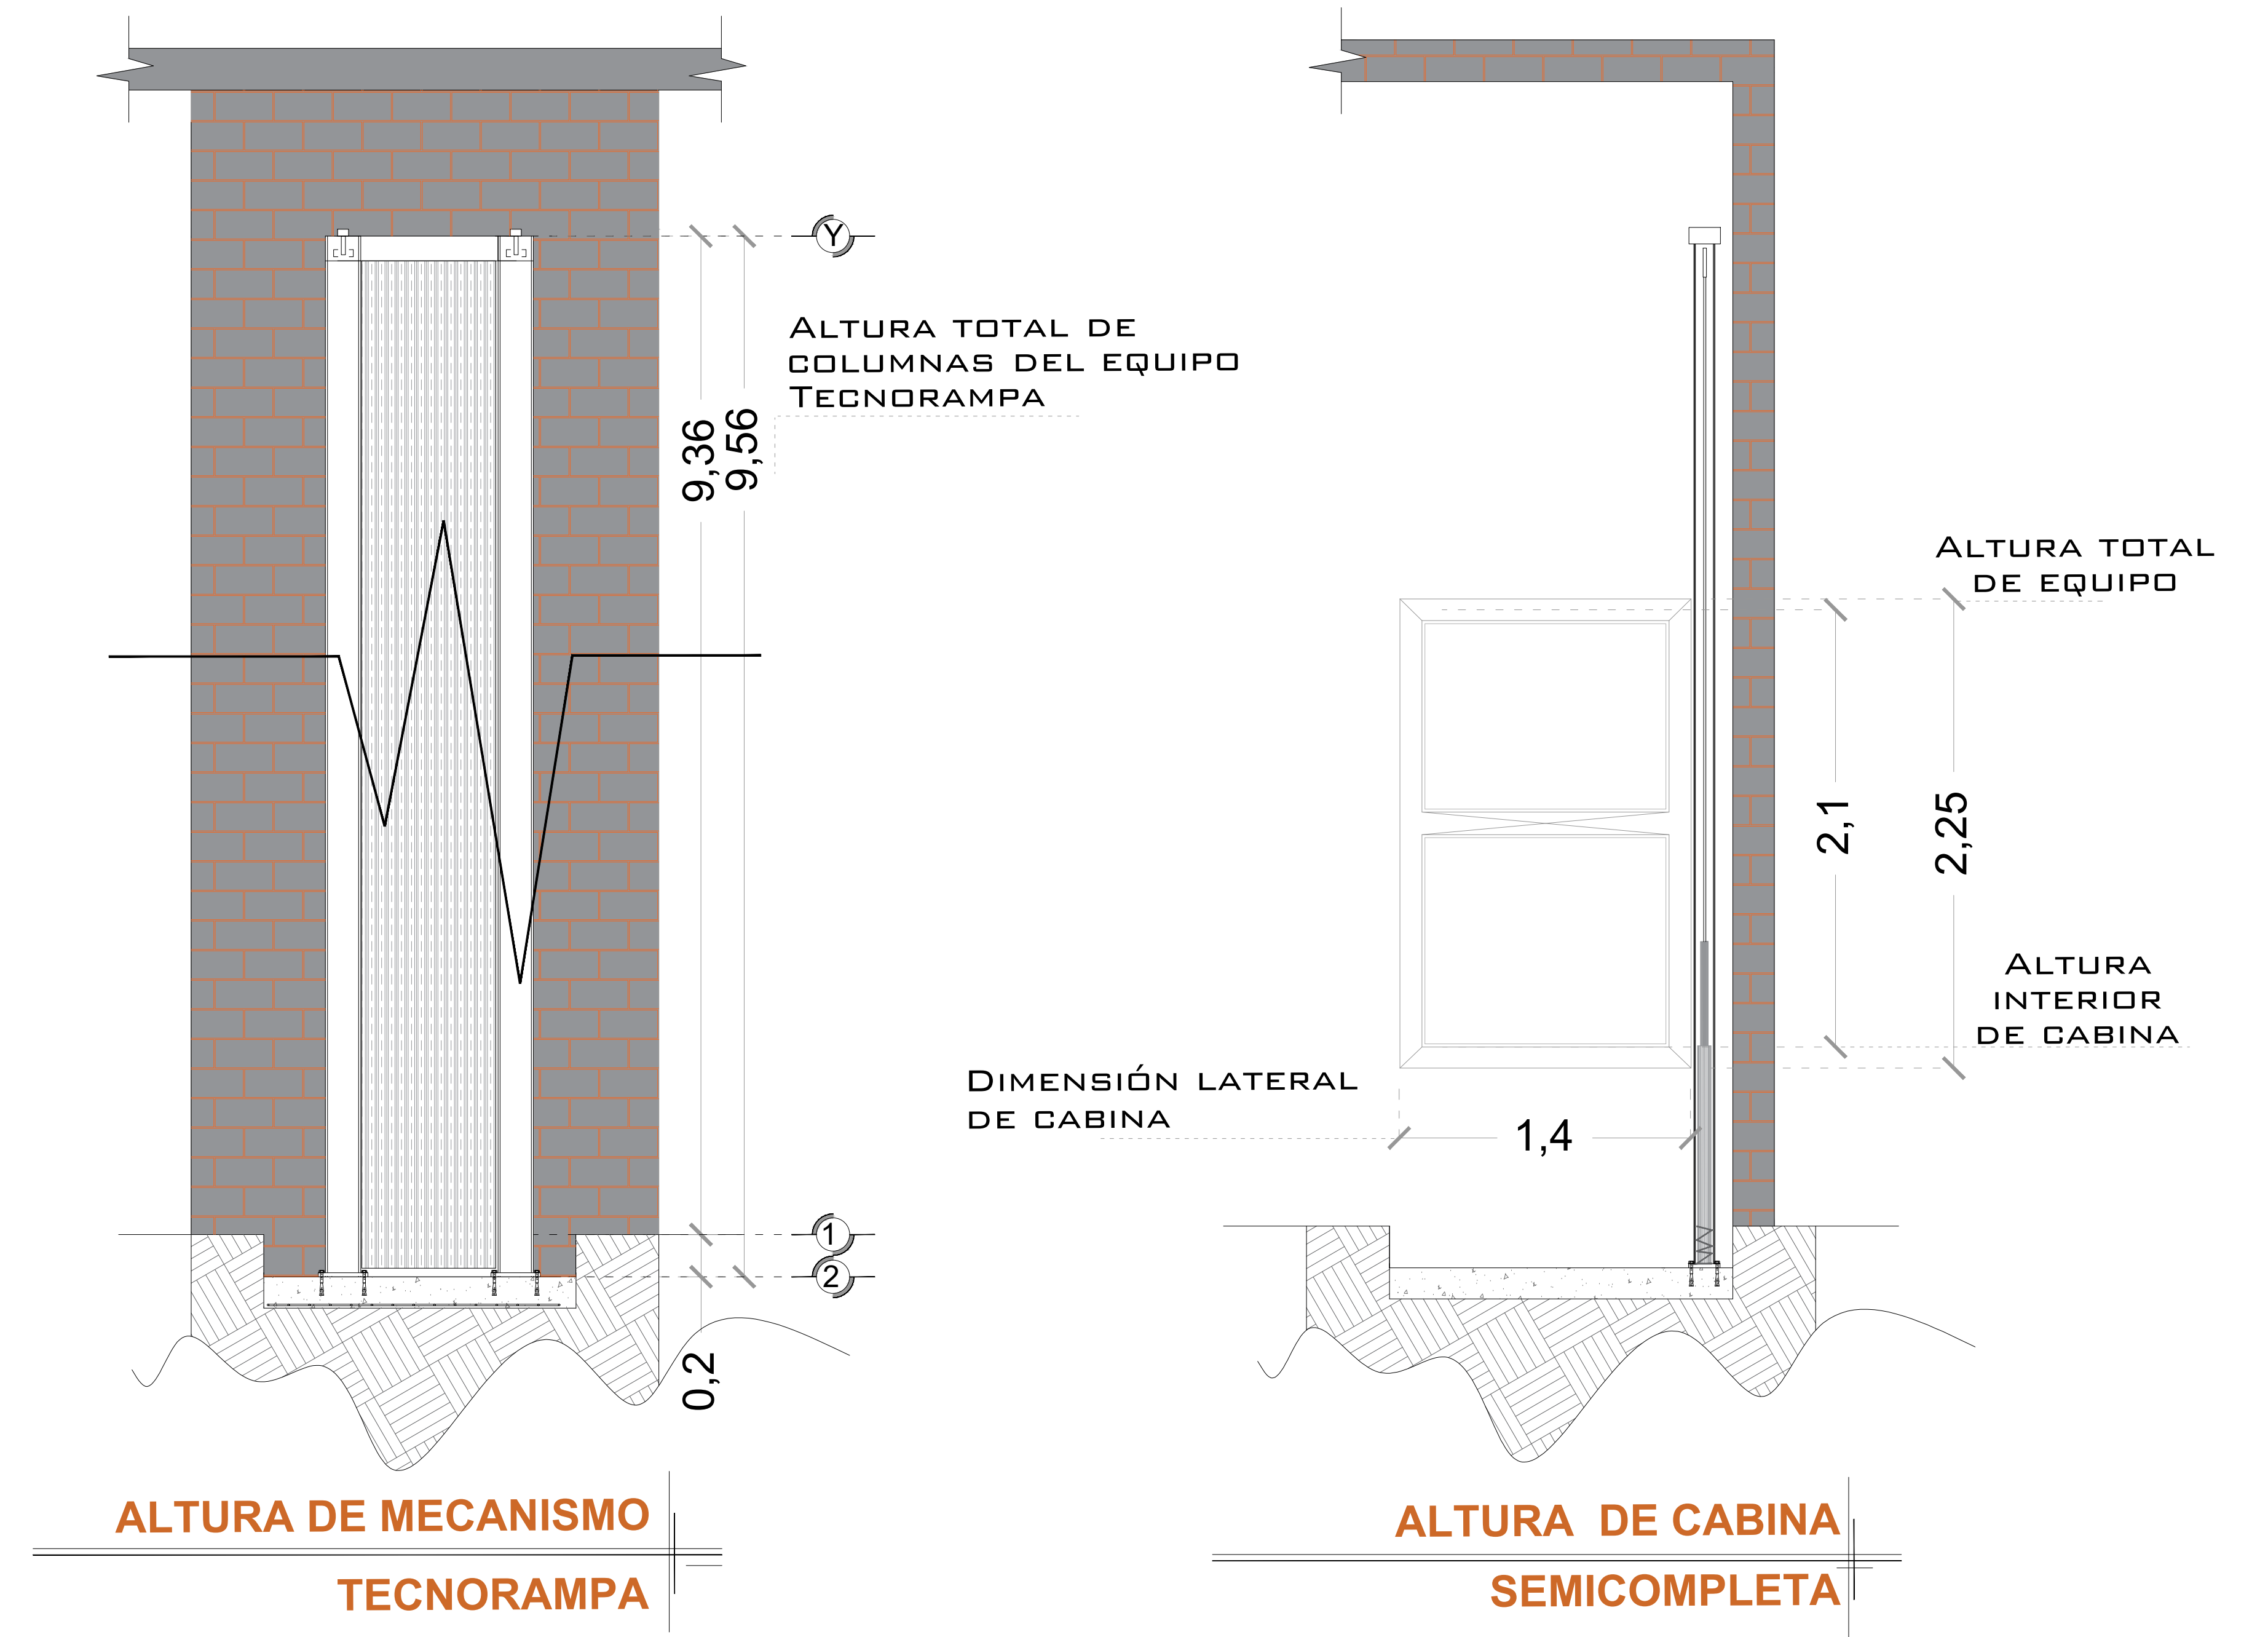 Y
ALTURA TOTAL DE
COLUMNAS DEL EQUIPO
TECNORAMPA
9,36
9,56
1
2
0,2
ALTURA DE MECANISMO
TECNORAMPA
ALTURA TOTAL
DE EQUIPO
2,1
2,25
ALTURA
INTERIOR
DE CABINA
DIMENSIÓN LATERAL
DE CABINA
1,4
ALTURA DE CABINA
SEMICOMPLETA